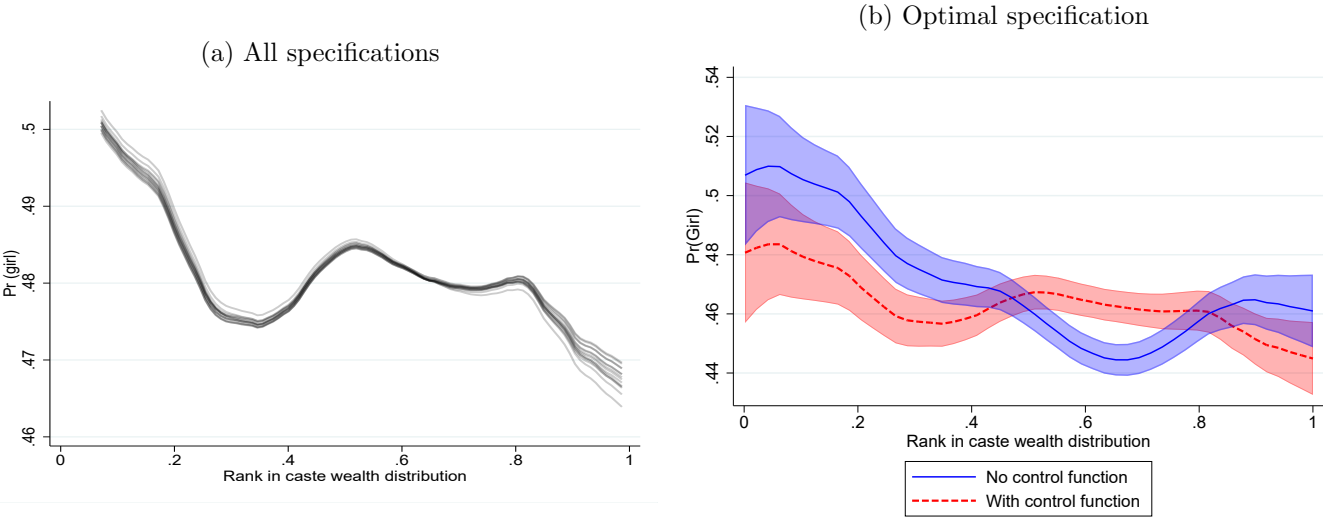 (a) All specifications
.5
.49
.48
.47
.46
Pr (girl)
0 .2 .4 .6 .8 1
Rank in caste wealth distribution
(b) Optimal specification
.54
.52
.5
.48
.46
.44
Pr(Girl)
0 .2 .4 .6 .8 1
Rank in caste wealth distribution
No control function
With control function